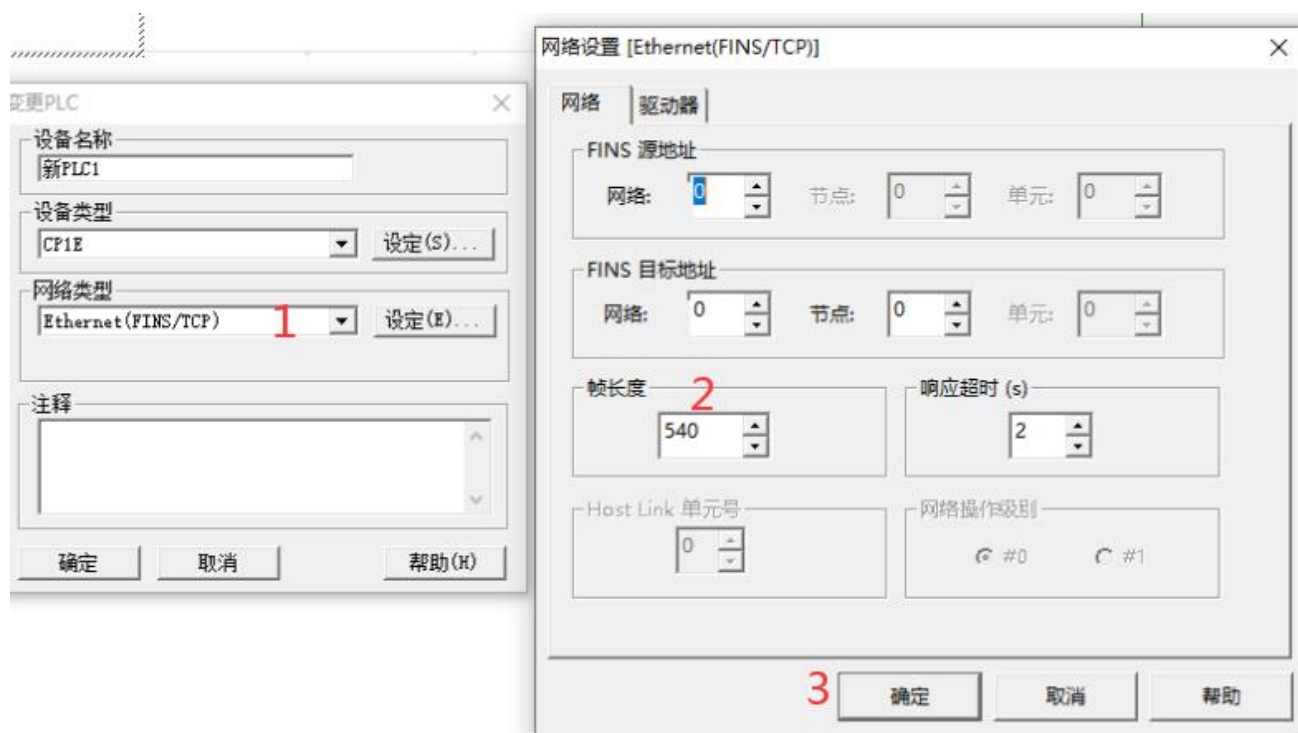 变更PLC
设备名称
新PLC1
设备类型
CP1E
设定(S)...
网络类型
Ethernet(FINS/TCP)
1
设定(E)...
注释
确定
取消
帮助(H)
网络设置 [Ethernet(FINS/TCP)]
网络
驱动器
FINS 源地址
网络: 0 节点: 0 单元: 0
FINS 目标地址
网络: 0 节点: 0 单元: 0
帧长度
2
540
响应超时 (s)
2
Host Link 单元号
0
网络操作级别
#0 #1
3
确定
取消
帮助